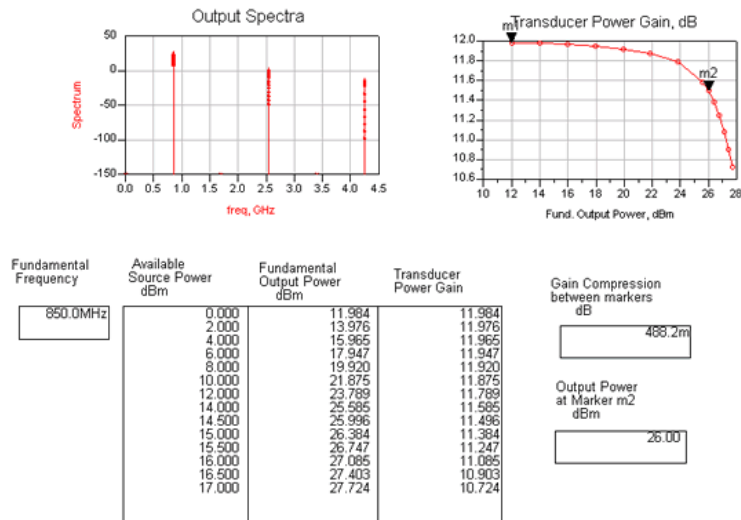 Output Spectra
50
0
-50
-100
-150
Spectrum
0.0 0.5 1.0 1.5 2.0 2.5 3.0 3.5 4.0 4.5
freq, GHz
Transducer Power Gain, dB
m1
m2
12.0
11.8
11.6
11.4
11.2
11.0
10.8
10.6
10 12 14 16 18 20 22 24 26 28
Fund. Output Power, dBm
Fundamental
Frequency
850.0MHz
Available
Source Power
dBm
Fundamental
Output Power
dBm
Transducer
Power Gain
0.000 11.984 11.984
2.000 13.976 11.976
4.000 15.965 11.965
6.000 17.947 11.947
8.000 19.920 11.920
10.000 21.875 11.875
12.000 23.789 11.789
14.000 25.585 11.585
14.500 25.996 11.496
15.000 26.384 11.384
15.500 26.747 11.247
16.000 27.085 11.085
16.500 27.403 10.903
17.000 27.724 10.724
Gain Compression
between markers
dB
488.2m
Output Power
at Marker m2
dBm
26.00